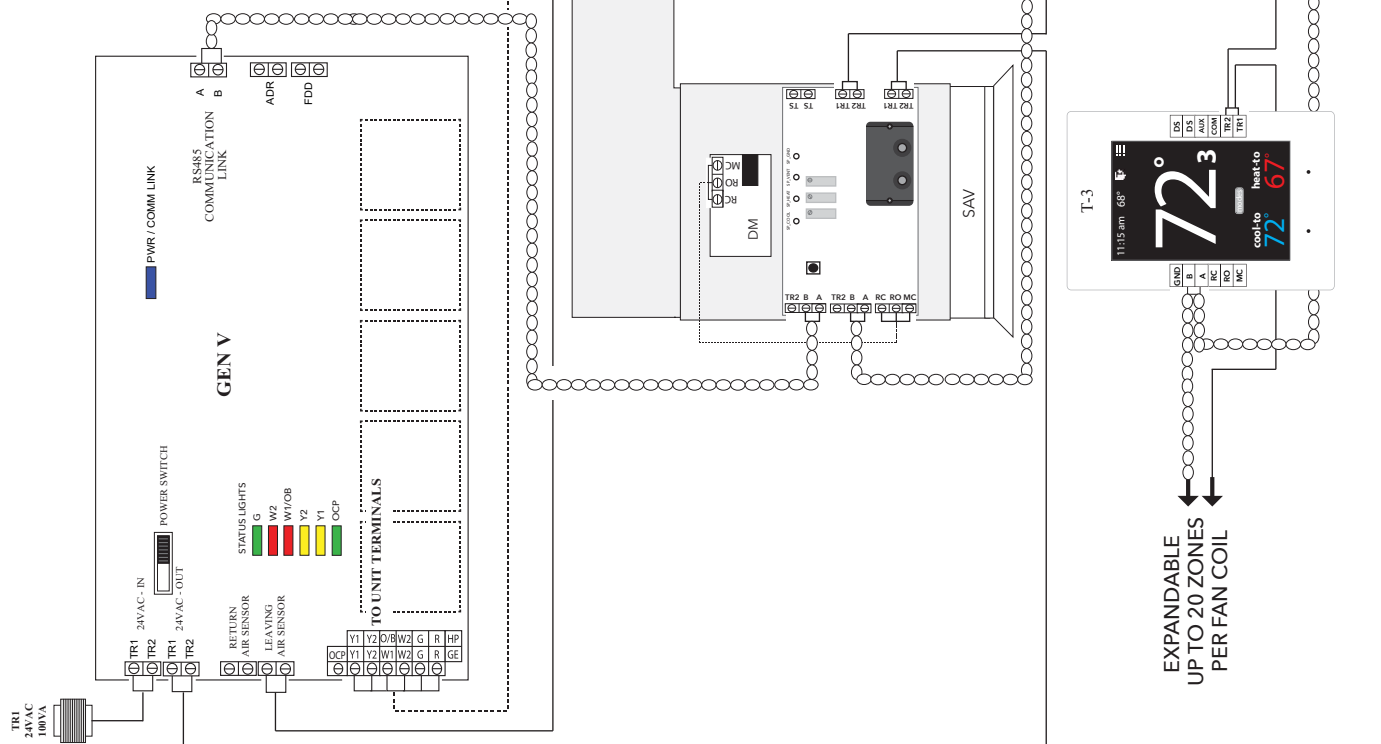 A
B
ADR
FDD
RS485
COMMUNICATION
LINK
PWR / COMM LINK
GEN V
POWER SWITCH
24VAC - IN
24VAC - OUT
TR1
TR2
TR1
TR2
TR1
24VAC
100VA
STATUS LIGHTS
G
W2
W1/OB
Y2
Y1
OCP
RETURN
AIR SENSOR
LEAVING
AIR SENSOR
TO UNIT TERMINALS
Y1 Y2 O/B W2 G R HP
OCP Y1 Y2 W1 W2 G R GE
TS TS
TR1 TR2
TR1 TR2
MC
RO
RC
DM
SP_GND
SP_VENT
SP_HEAT
SP_COOL
TR2 B A
TR2 B A
RC RO MC
SAV
T-3
DS
DS
AUX
COM
TR2
TR1
11:15 am 68°
72°3
modes
cool-to
72°
heat-to
67°
GND
B
A
RC
RO
MC
EXPANDABLE
UP TO 20 ZONES
PER FAN COIL